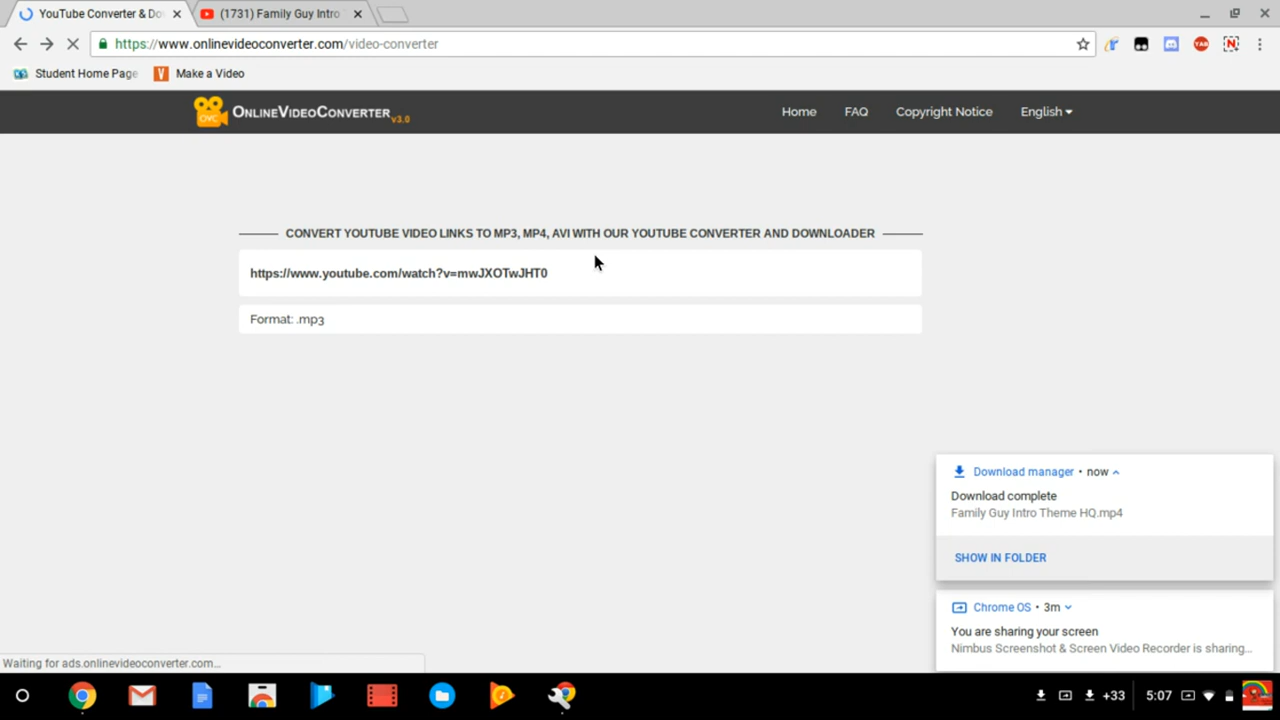 YouTube Converter & Do
(1731) Family Guy Intro
https://www.onlinevideoconverter.com/video-converter
YAB
N
Student Home Page
V Make a Video
OVC ONLINEVIDEOCONVERTER v3.0
Home FAQ Copyright Notice English
CONVERT YOUTUBE VIDEO LINKS TO MP3, MP4, AVI WITH OUR YOUTUBE CONVERTER AND DOWNLOADER
https://www.youtube.com/watch?v=mwJXOTwJHT0
Format: .mp3
Download manager • now
Download complete
Family Guy Intro Theme HQ.mp4
SHOW IN FOLDER
Chrome OS • 3m
You are sharing your screen
Nimbus Screenshot & Screen Video Recorder is sharing...
Waiting for ads.onlinevideoconverter.com...
+33 5:07